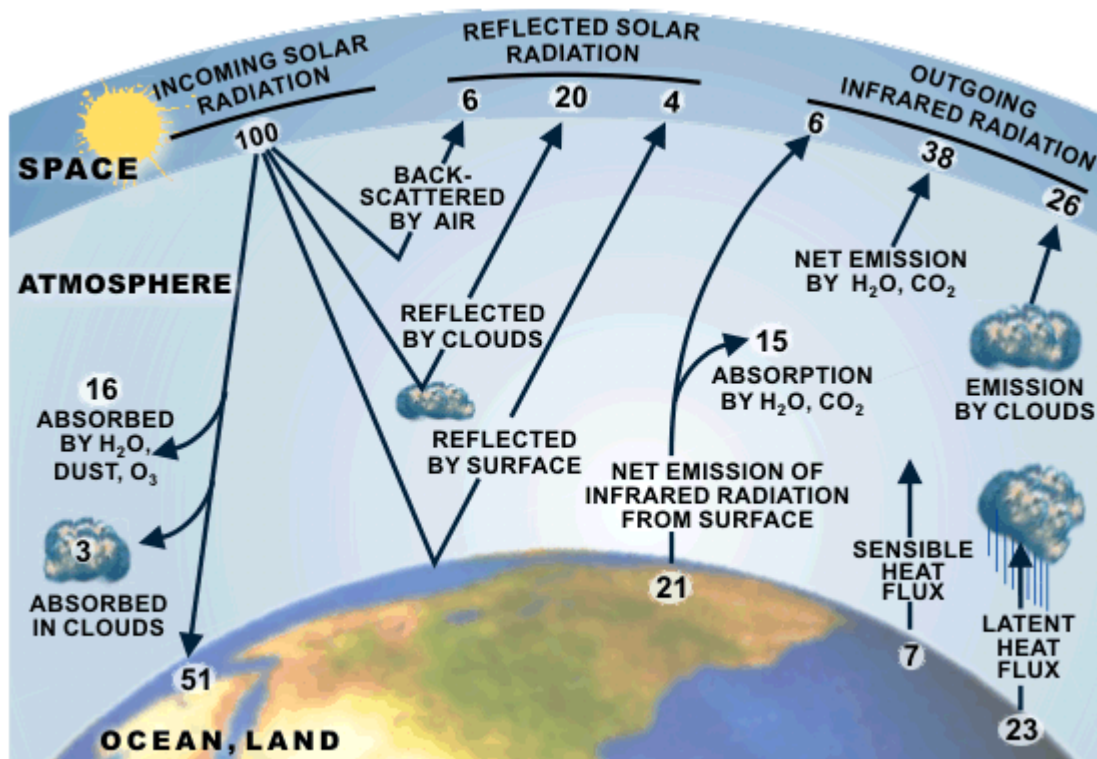 INCOMING SOLAR
RADIATION
100
REFLECTED SOLAR
RADIATION
6
20
4
OUTGOING
INFRARED RADIATION
6
38
26
SPACE
BACK-
SCATTERED
BY AIR
NET EMISSION
BY H₂O, CO₂
ATMOSPHERE
REFLECTED
BY CLOUDS
15
ABSORPTION
BY H₂O, CO₂
EMISSION
BY CLOUDS
16
ABSORBED
BY H₂O,
DUST, O₃
REFLECTED
BY SURFACE
NET EMISSION OF
INFRARED RADIATION
FROM SURFACE
3
ABSORBED
IN CLOUDS
SENSIBLE
HEAT
FLUX
LATENT
HEAT
FLUX
21
7
23
51
OCEAN, LAND